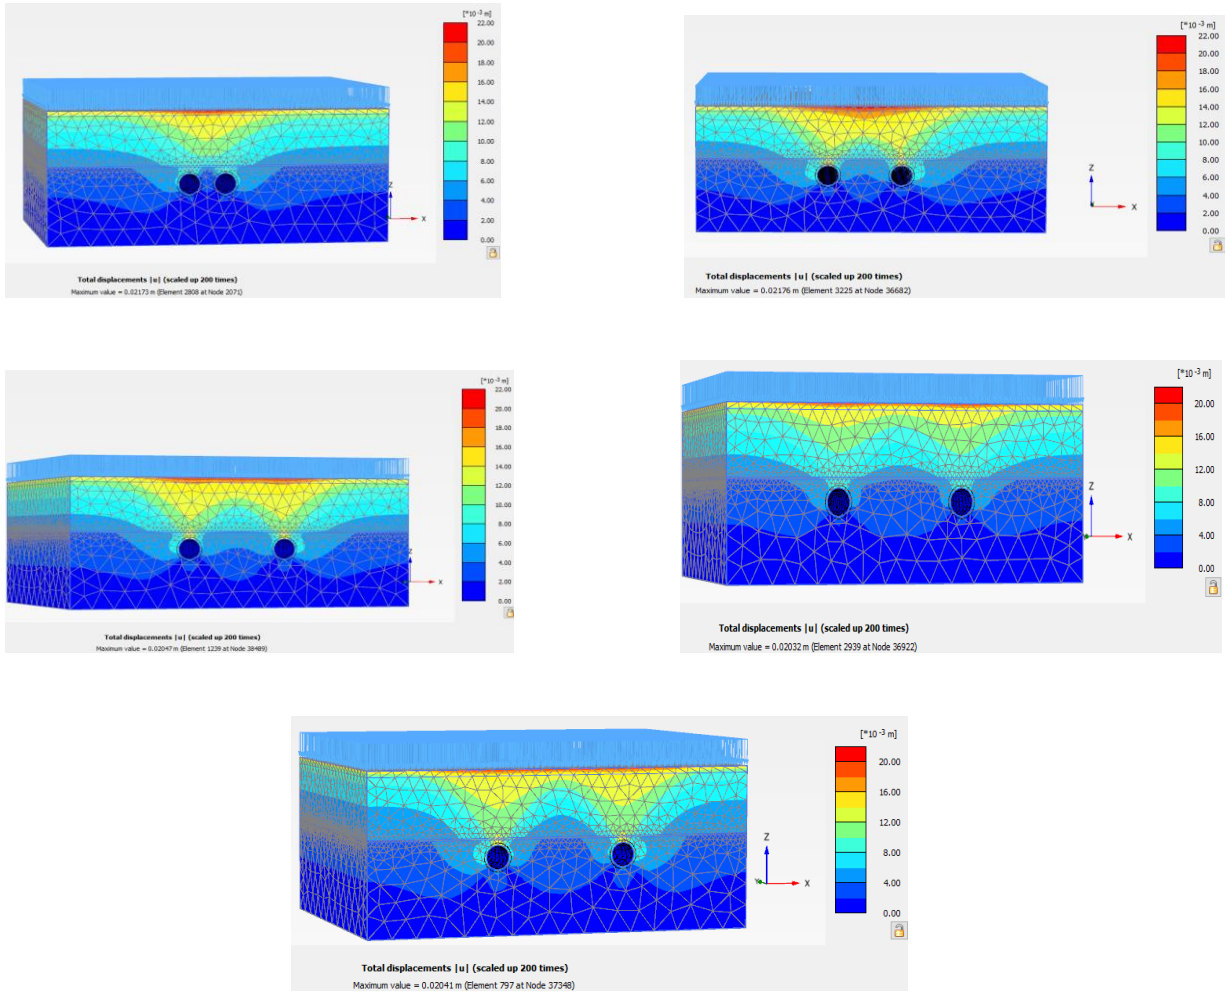 [*10 -3 m]
22.00
20.00
18.00
16.00
14.00
12.00
10.00
8.00
6.00
4.00
2.00
0.00
Z
X
Total displacements |u| (scaled up 200 times)
Maximum value = 0.02173 m (Element 2808 at Node 2071)
[*10 -3 m]
22.00
20.00
18.00
16.00
14.00
12.00
10.00
8.00
6.00
4.00
2.00
0.00
Z
X
Total displacements |u| (scaled up 200 times)
Maximum value = 0.02176 m (Element 3225 at Node 36682)
[*10 -3 m]
22.00
20.00
18.00
16.00
14.00
12.00
10.00
8.00
6.00
4.00
2.00
0.00
Z
X
Total displacements |u| (scaled up 200 times)
Maximum value = 0.02047 m (Element 1239 at Node 38489)
[*10 -3 m]
20.00
16.00
12.00
8.00
4.00
0.00
Z
X
Total displacements |u| (scaled up 200 times)
Maximum value = 0.02032 m (Element 2939 at Node 36922)
[*10 -3 m]
20.00
16.00
12.00
8.00
4.00
0.00
Z
Y
X
Total displacements |u| (scaled up 200 times)
Maximum value = 0.02041 m (Element 797 at Node 37348)